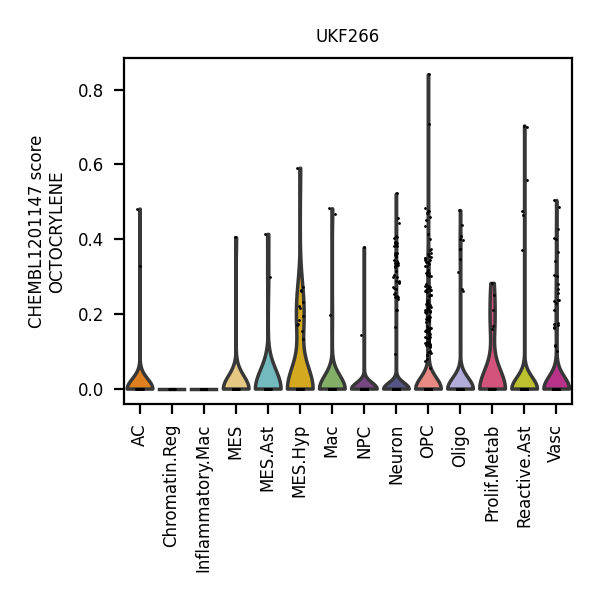 UKF266
CHEMBL1201147 score
OCTOCRYLENE
0.8
0.6
0.4
0.2
0.0
AC
Chromatin.Reg
Inflammatory.Mac
MES
MES.Ast
MES.Hyp
Mac
NPC
Neuron
OPC
Oligo
Prolif.Metab
Reactive.Ast
Vasc